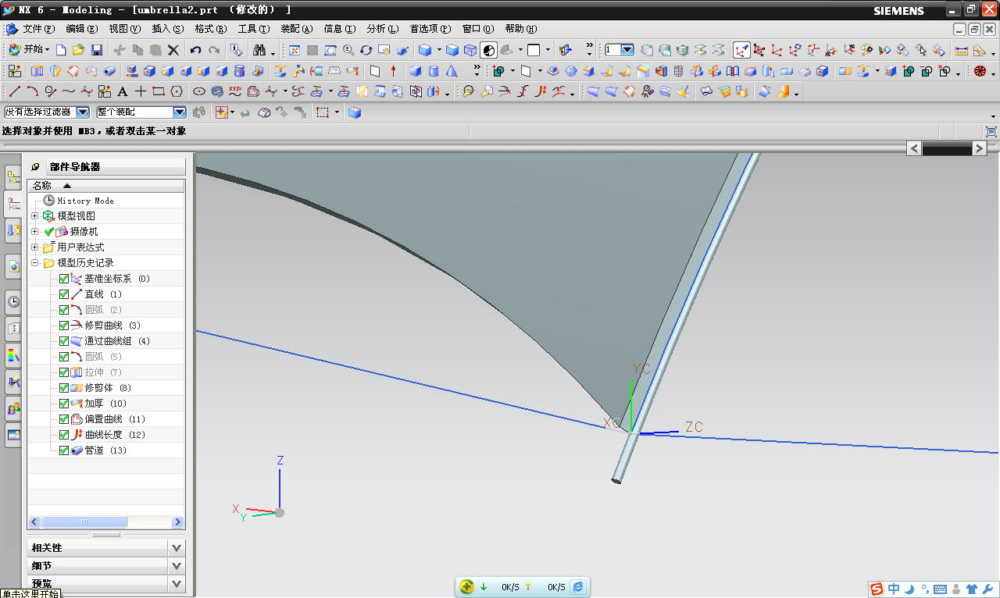 NX 6 - Modeling - [umbrella2.prt （修改的） ]
SIEMENS
文件(F) 编辑(E) 视图(V) 插入(S) 格式(R) 工具(T) 装配(A) 信息(I) 分析(L) 首选项(P) 窗口(O) 帮助(H)
开始
1
XYZ=
A
没有选择过滤器 整个装配
选择对象并使用 MB3，或者双击某一对象
部件导航器
名称
History Mode
模型视图
摄像机
用户表达式
模型历史记录
基准坐标系 (0)
直线 (1)
圆弧 (2)
修剪曲线 (3)
通过曲线组 (4)
圆弧 (5)
拉伸 (7)
修剪体 (8)
加厚 (10)
偏置曲线 (11)
曲线长度 (12)
管道 (13)
相关性
细节
预览
单击这里开始
YC
XC
ZC
Z
X
Y
0K/S
0K/S
中